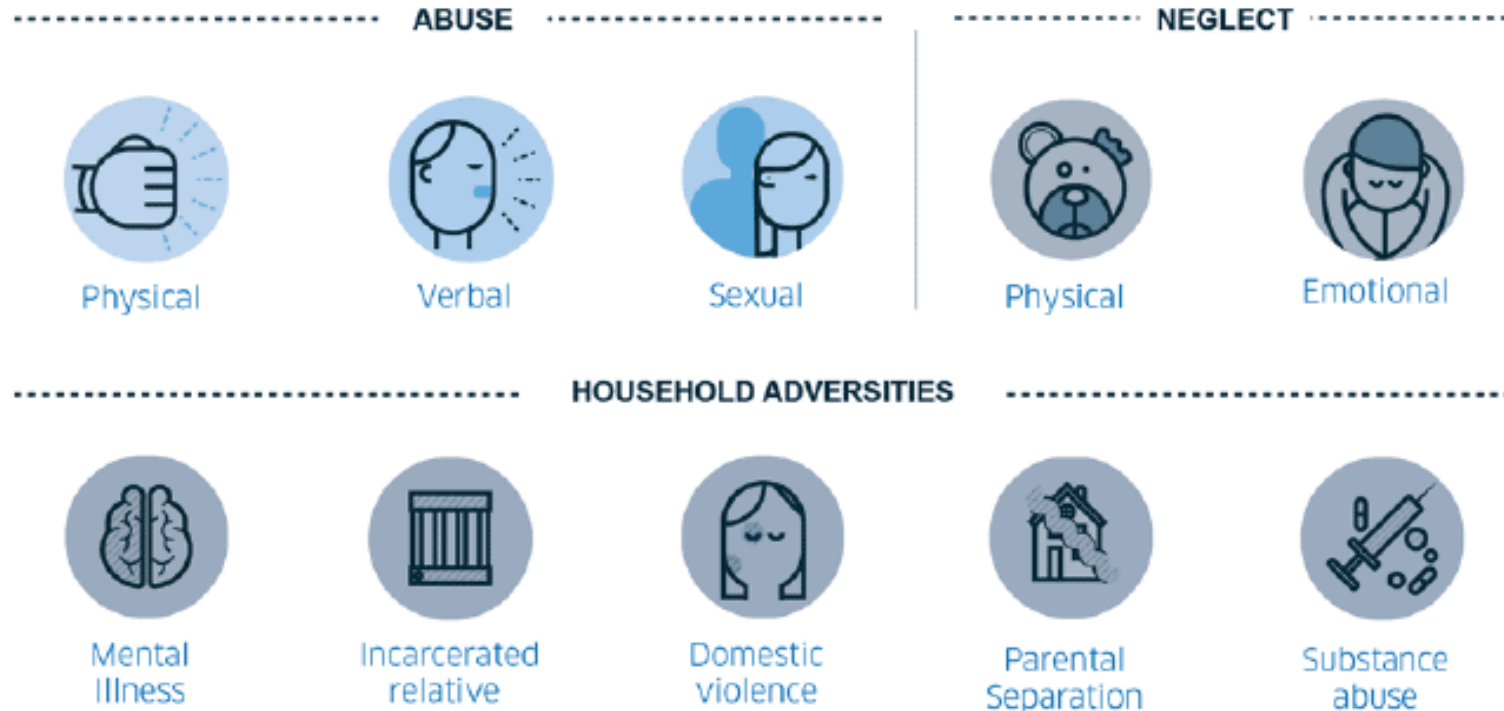 ABUSE
NEGLECT
Physical
Verbal
Sexual
Physical
Emotional
HOUSEHOLD ADVERSITIES
Mental
Illness
Incarcerated
relative
Domestic
violence
Parental
Separation
Substance
abuse